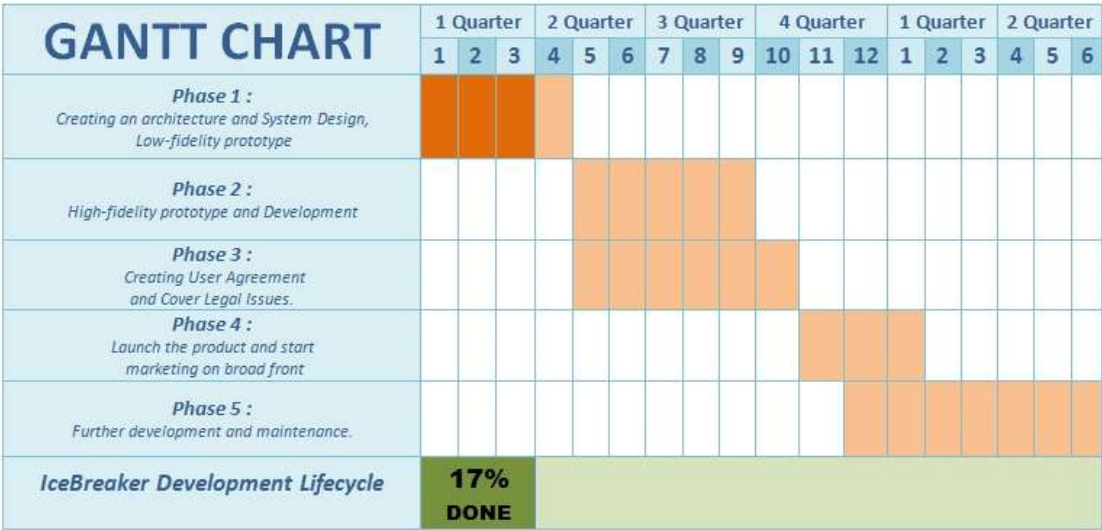 GANTT CHART
1 Quarter 2 Quarter 3 Quarter 4 Quarter 1 Quarter 2 Quarter
1 2 3 4 5 6 7 8 9 10 11 12 1 2 3 4 5 6
Phase 1 :
Creating an architecture and System Design,
Low-fidelity prototype
Phase 2 :
High-fidelity prototype and Development
Phase 3 :
Creating User Agreement
and Cover Legal Issues.
Phase 4 :
Launch the product and start
marketing on broad front
Phase 5 :
Further development and maintenance.
IceBreaker Development Lifecycle
17%
DONE